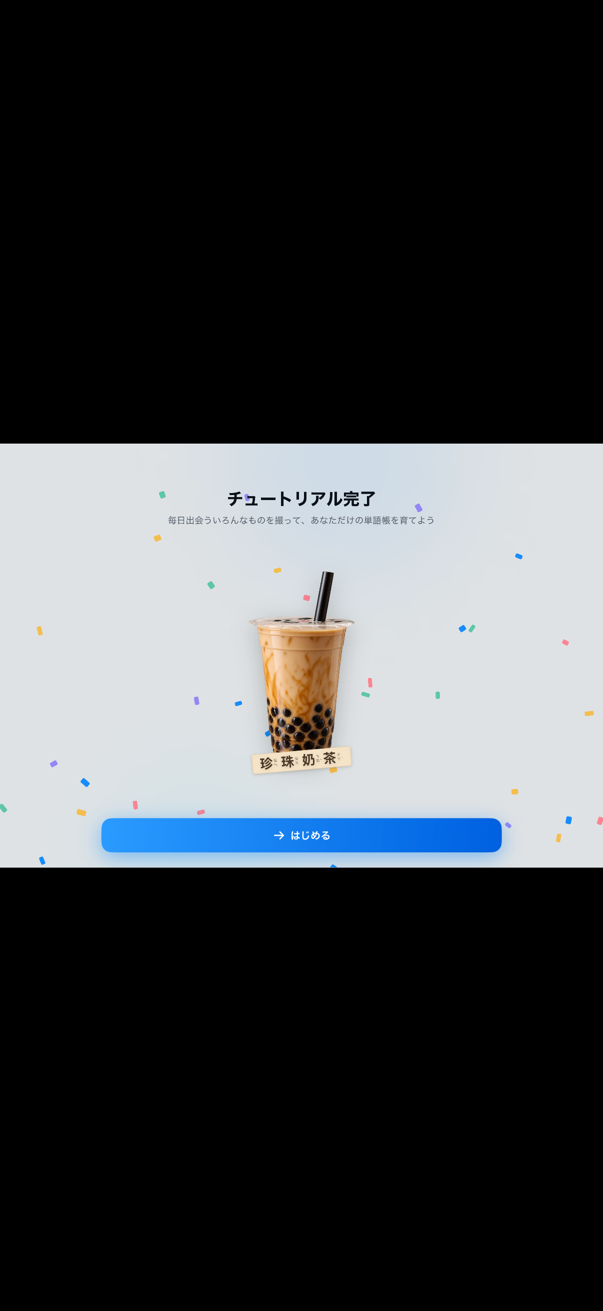 チュートリアル完了
毎日出会ういろんなものを撮って、あなただけの単語帳を育てよう
珍珠奶茶
はじめる